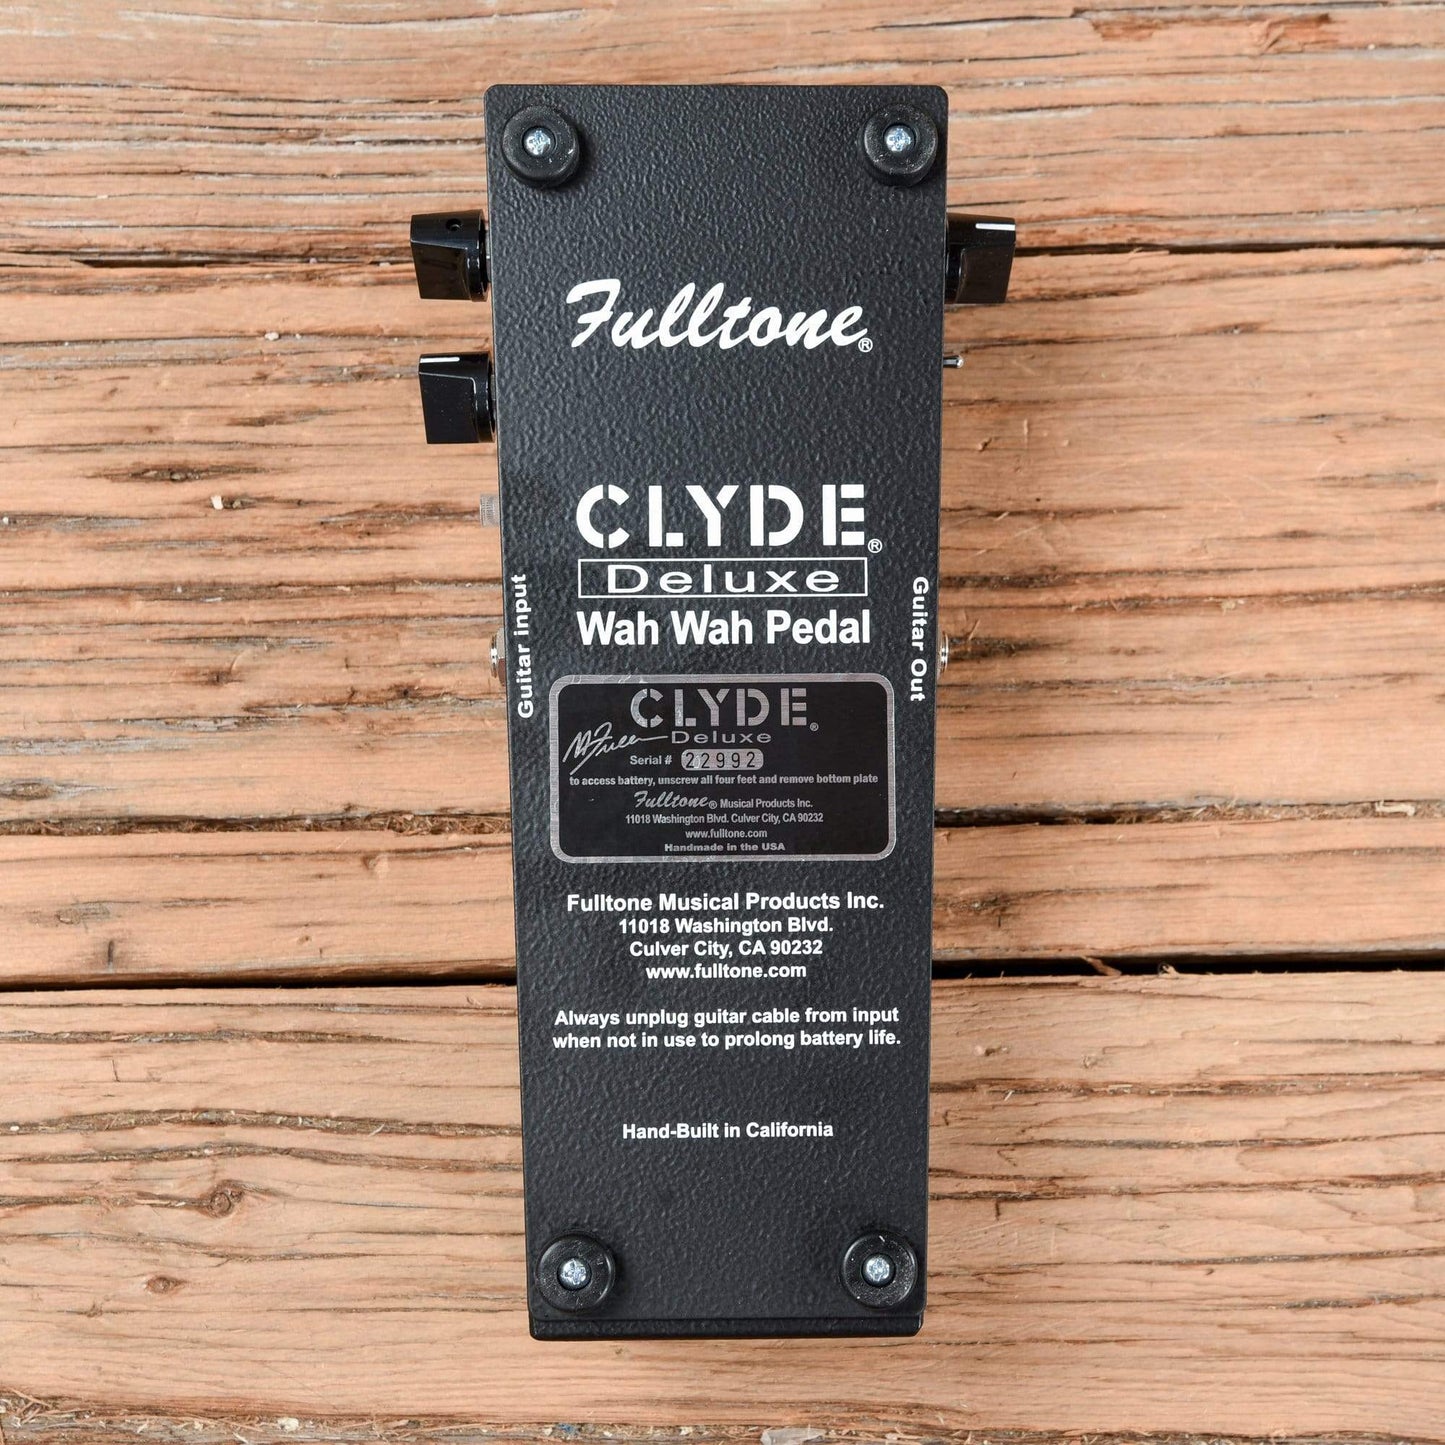 Fulltone®
CLYDE®
Deluxe
Wah Wah Pedal
Guitar input
Guitar Out
CLYDE®
Deluxe
MFuller
Serial # 22992
to access battery, unscrew all four feet and remove bottom plate
Fulltone® Musical Products Inc.
11018 Washington Blvd. Culver City, CA 90232
www.fulltone.com
Handmade in the USA
Fulltone Musical Products Inc.
11018 Washington Blvd.
Culver City, CA 90232
www.fulltone.com
Always unplug guitar cable from input
when not in use to prolong battery life.
Hand-Built in California